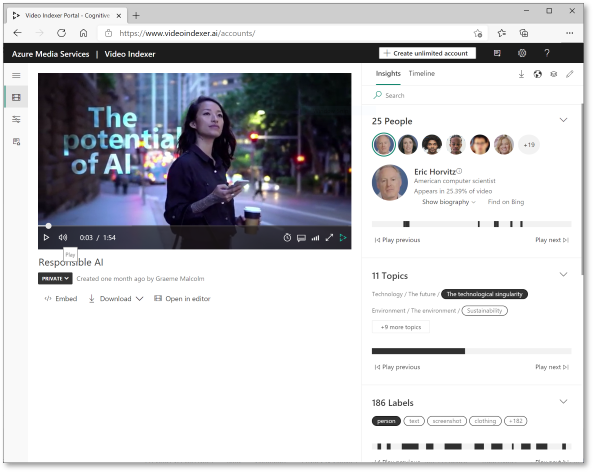 Video Indexer Portal - Cognitive
https://www.videoindexer.ai/accounts/
Azure Media Services | Video Indexer
+ Create unlimited account
?
The
potential
of AI
0:03 / 1:54
Play
Responsible AI
PRIVATE
Created one month ago by Graeme Malcolm
</> Embed
Download
Open in editor
Insights
Timeline
Search
25 People
+19
Eric Horvitz
American computer scientist
Appears in 25.39% of video
Show biography
Find on Bing
Play previous
Play next
11 Topics
Technology / The future / The technological singularity
Environment / The environment / Sustainability
+9 more topics
Play previous
Play next
186 Labels
person
text
screenshot
clothing
+182
Play previous
Play next